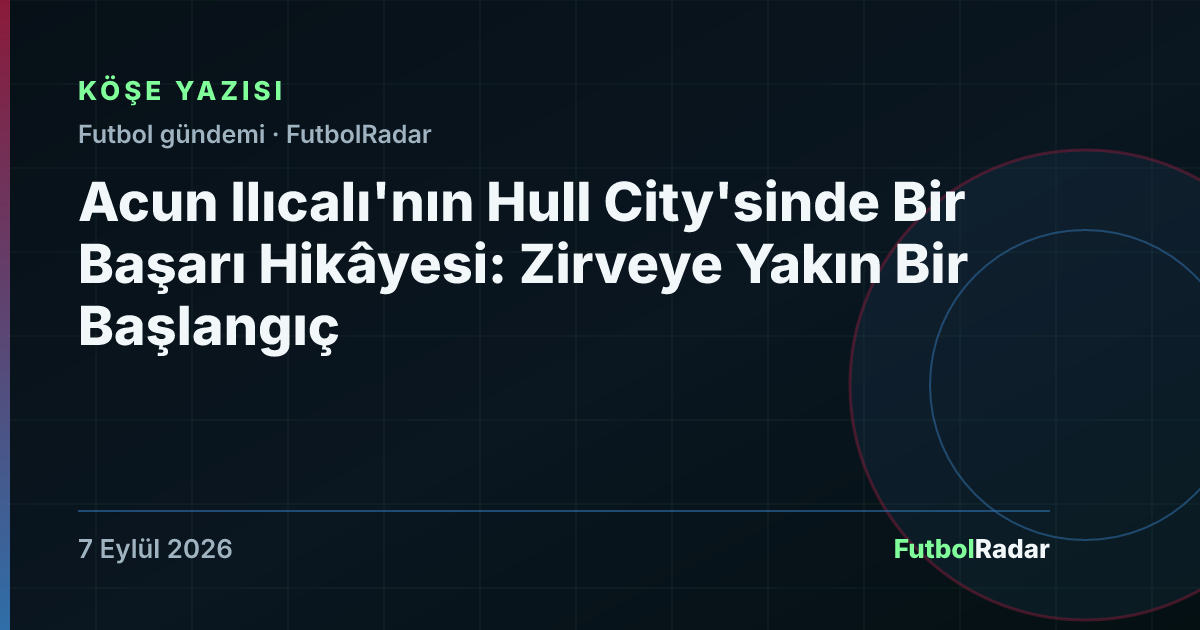 KÖŞE YAZISI
Futbol gündemi · FutbolRadar
Acun Ilıcalı'nın Hull City'sinde Bir
Başarı Hikâyesi: Zirveye Yakın Bir
Başlangıç
7 Eylül 2026
FutbolRadar